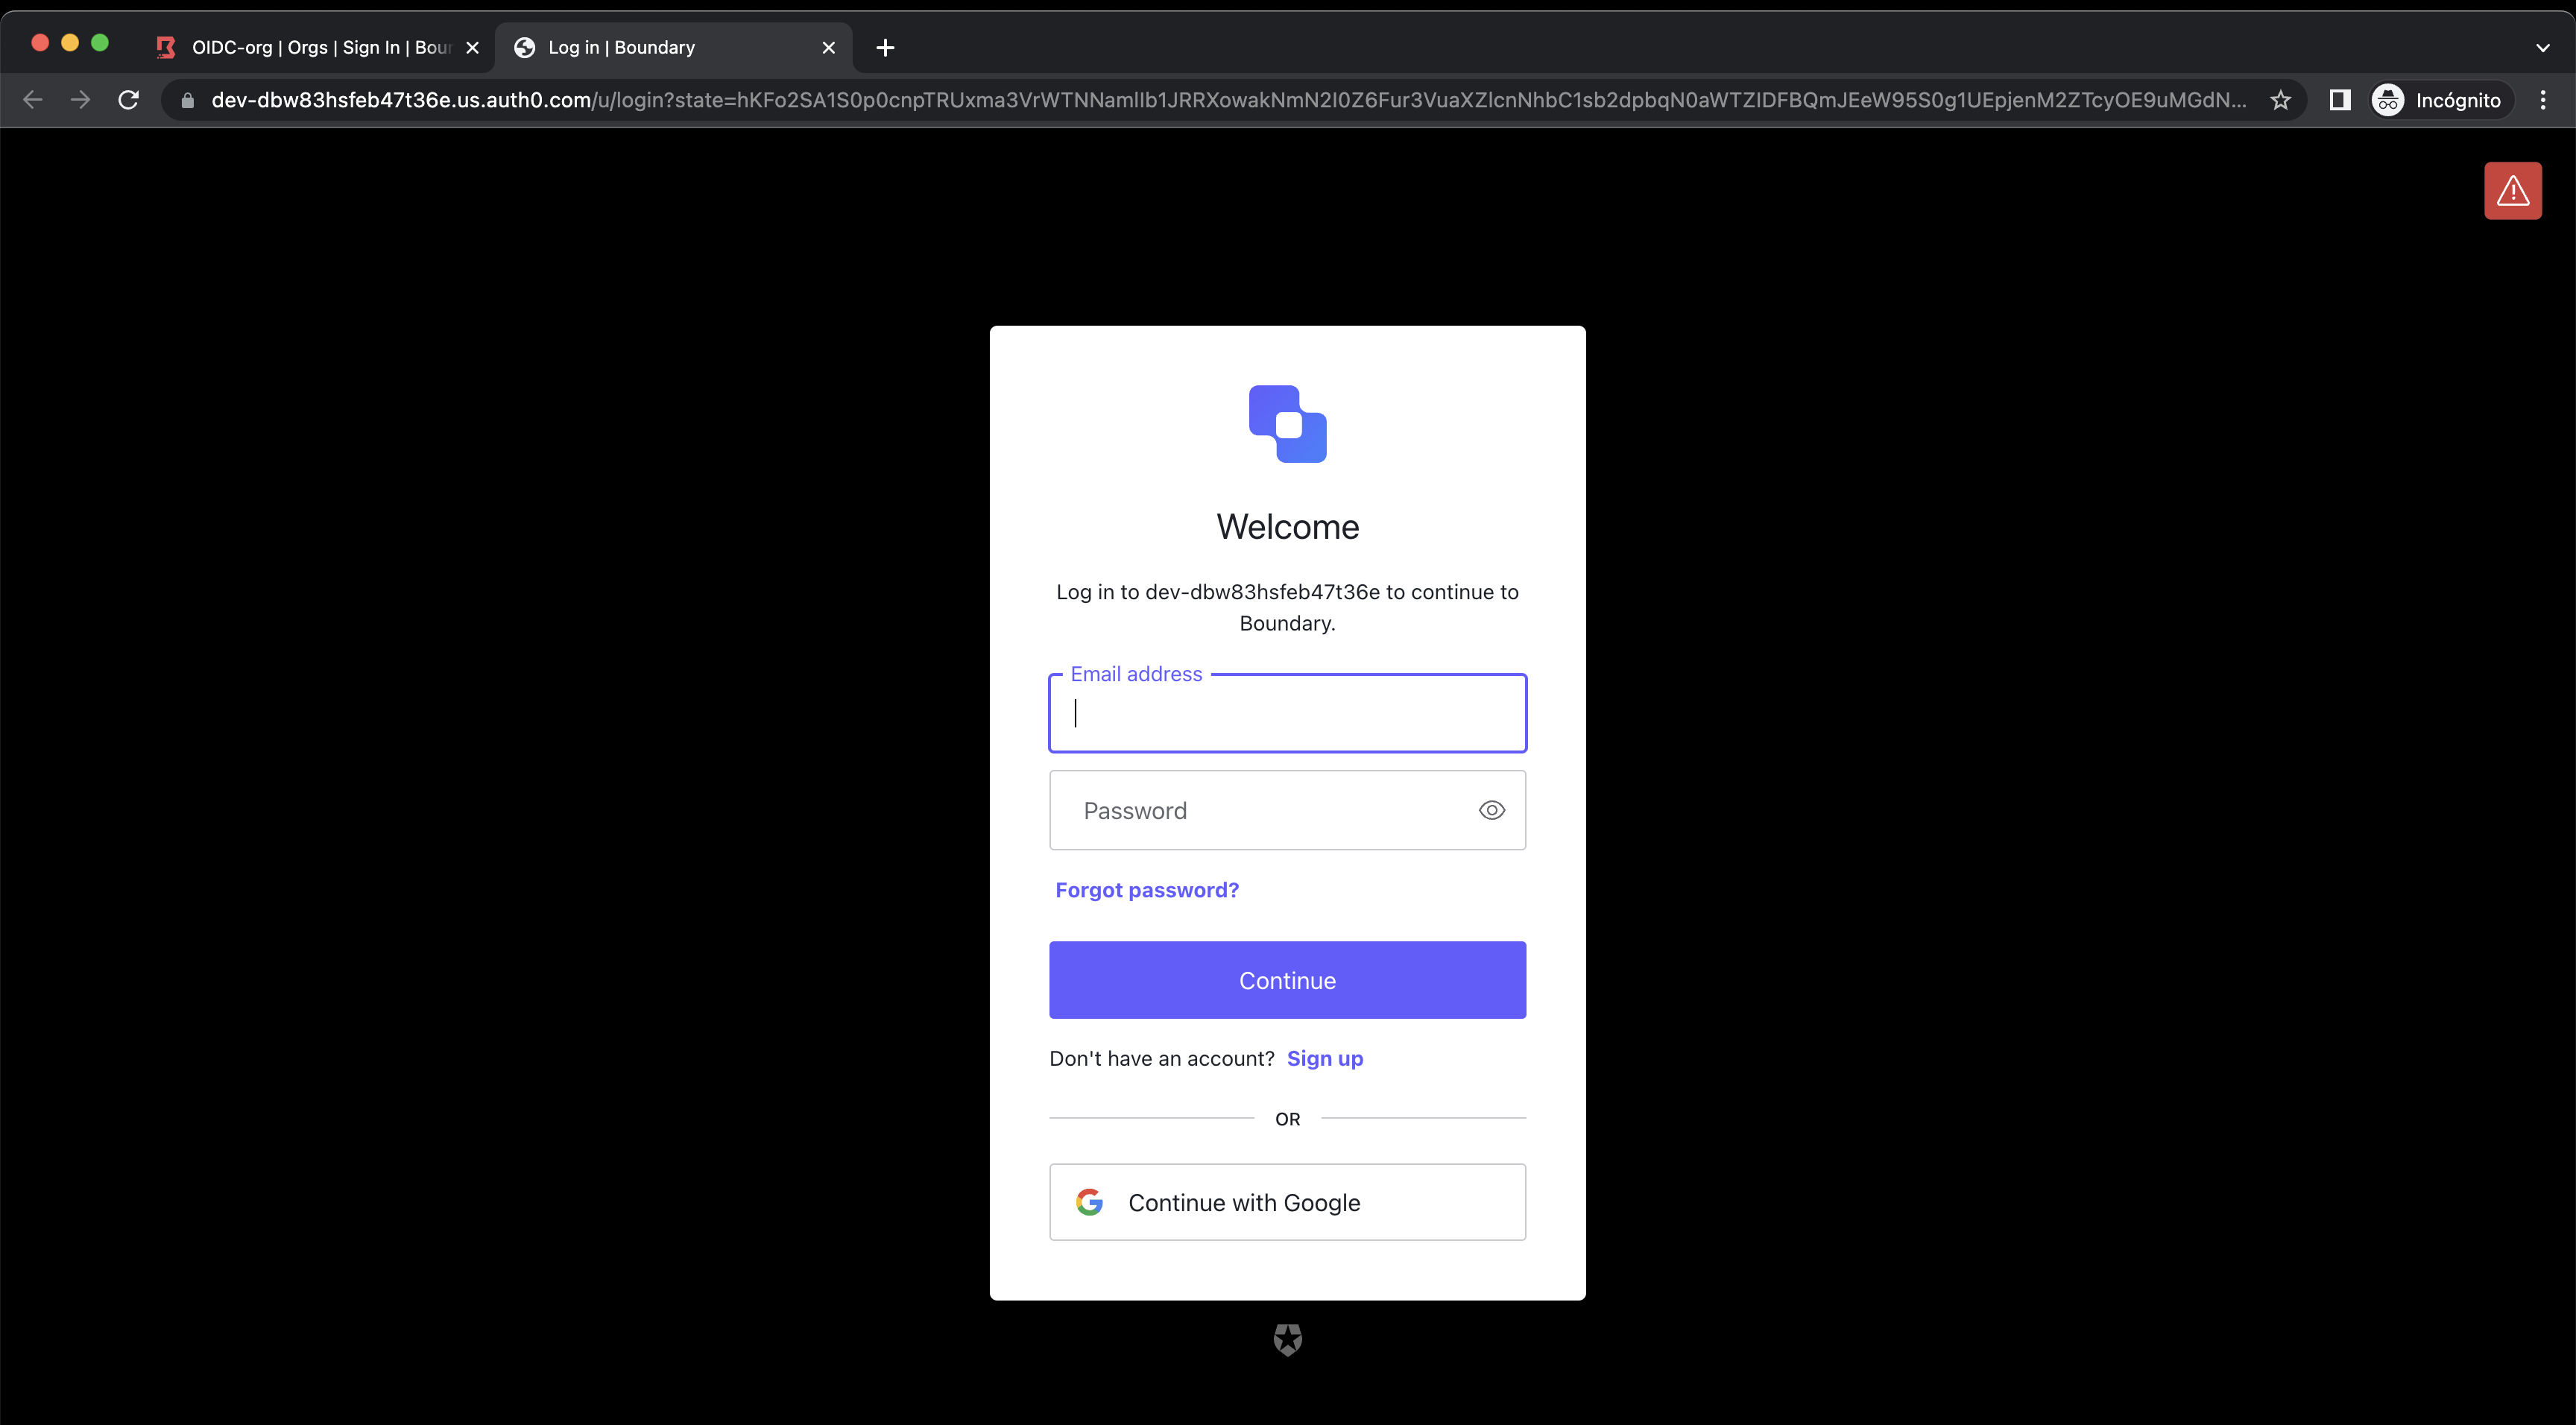 OIDC-org | Orgs | Sign In | Bour
Log in | Boundary
dev-dbw83hsfeb47t36e.us.auth0.com/u/login?state=hKFo2SA1S0p0cnpTRUxma3VrWTNNamlIb1JRRXowakNmN2I0Z6Fur3VuaXZlcnNhbC1sb2dpbqN0aWTZIDFBQmJEeW95S0g1UEpjenM2ZTcyOE9uMGdN...
Incógnito
Welcome
Log in to dev-dbw83hsfeb47t36e to continue to
Boundary.
Email address
Password
Forgot password?
Continue
Don't have an account? Sign up
OR
Continue with Google